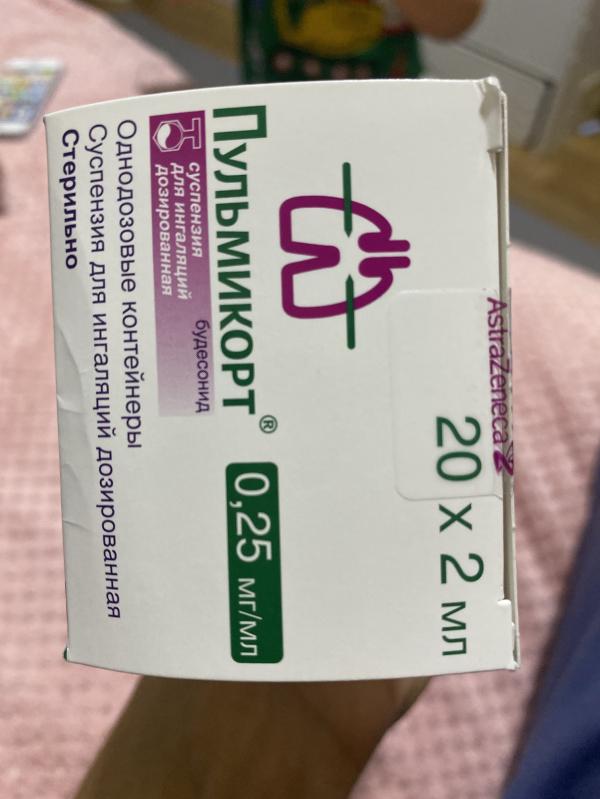 20 x 2 мл
AstraZeneca
ПУЛЬМИКОРТ® 0,25 мг/мл
будесонид
суспензия
для ингаляций
дозированная
Однодозовые контейнеры
Суспензия для ингаляций дозированная
Стерильно